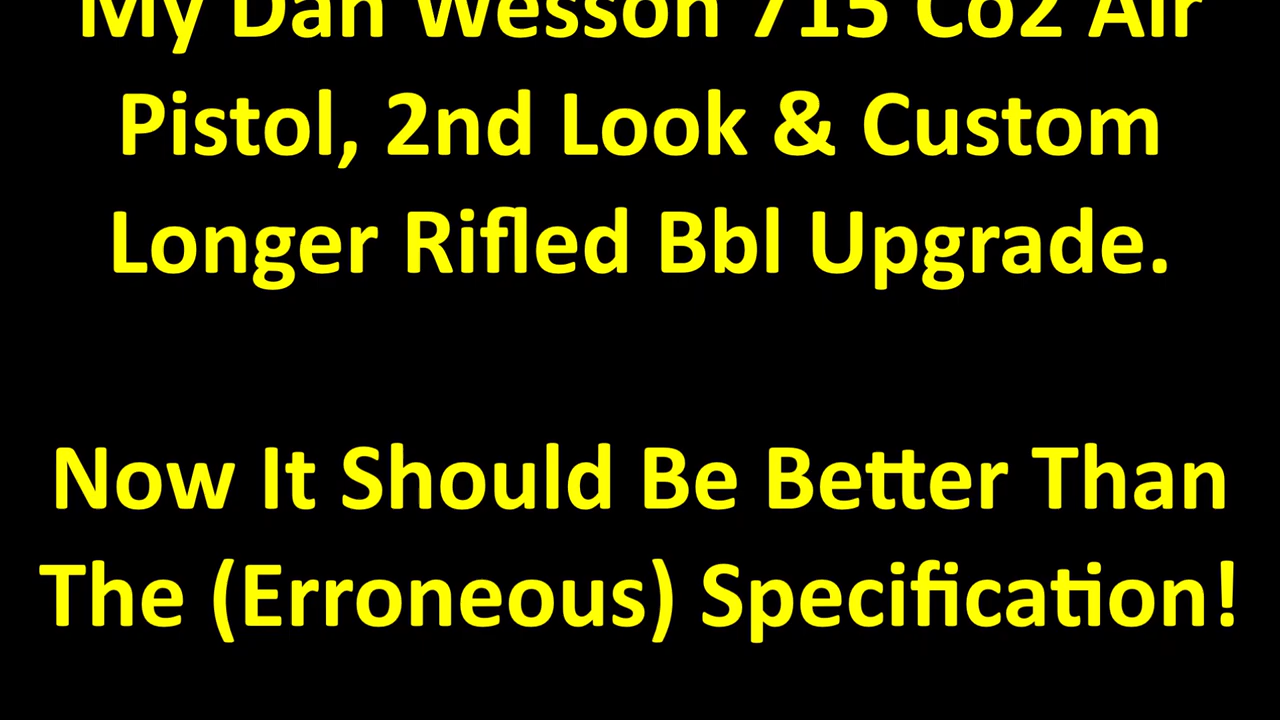 My Dan Wesson 715 Co2 Air
Pistol, 2nd Look & Custom
Longer Rifled Bbl Upgrade.
Now It Should Be Better Than
The (Erroneous) Specification!